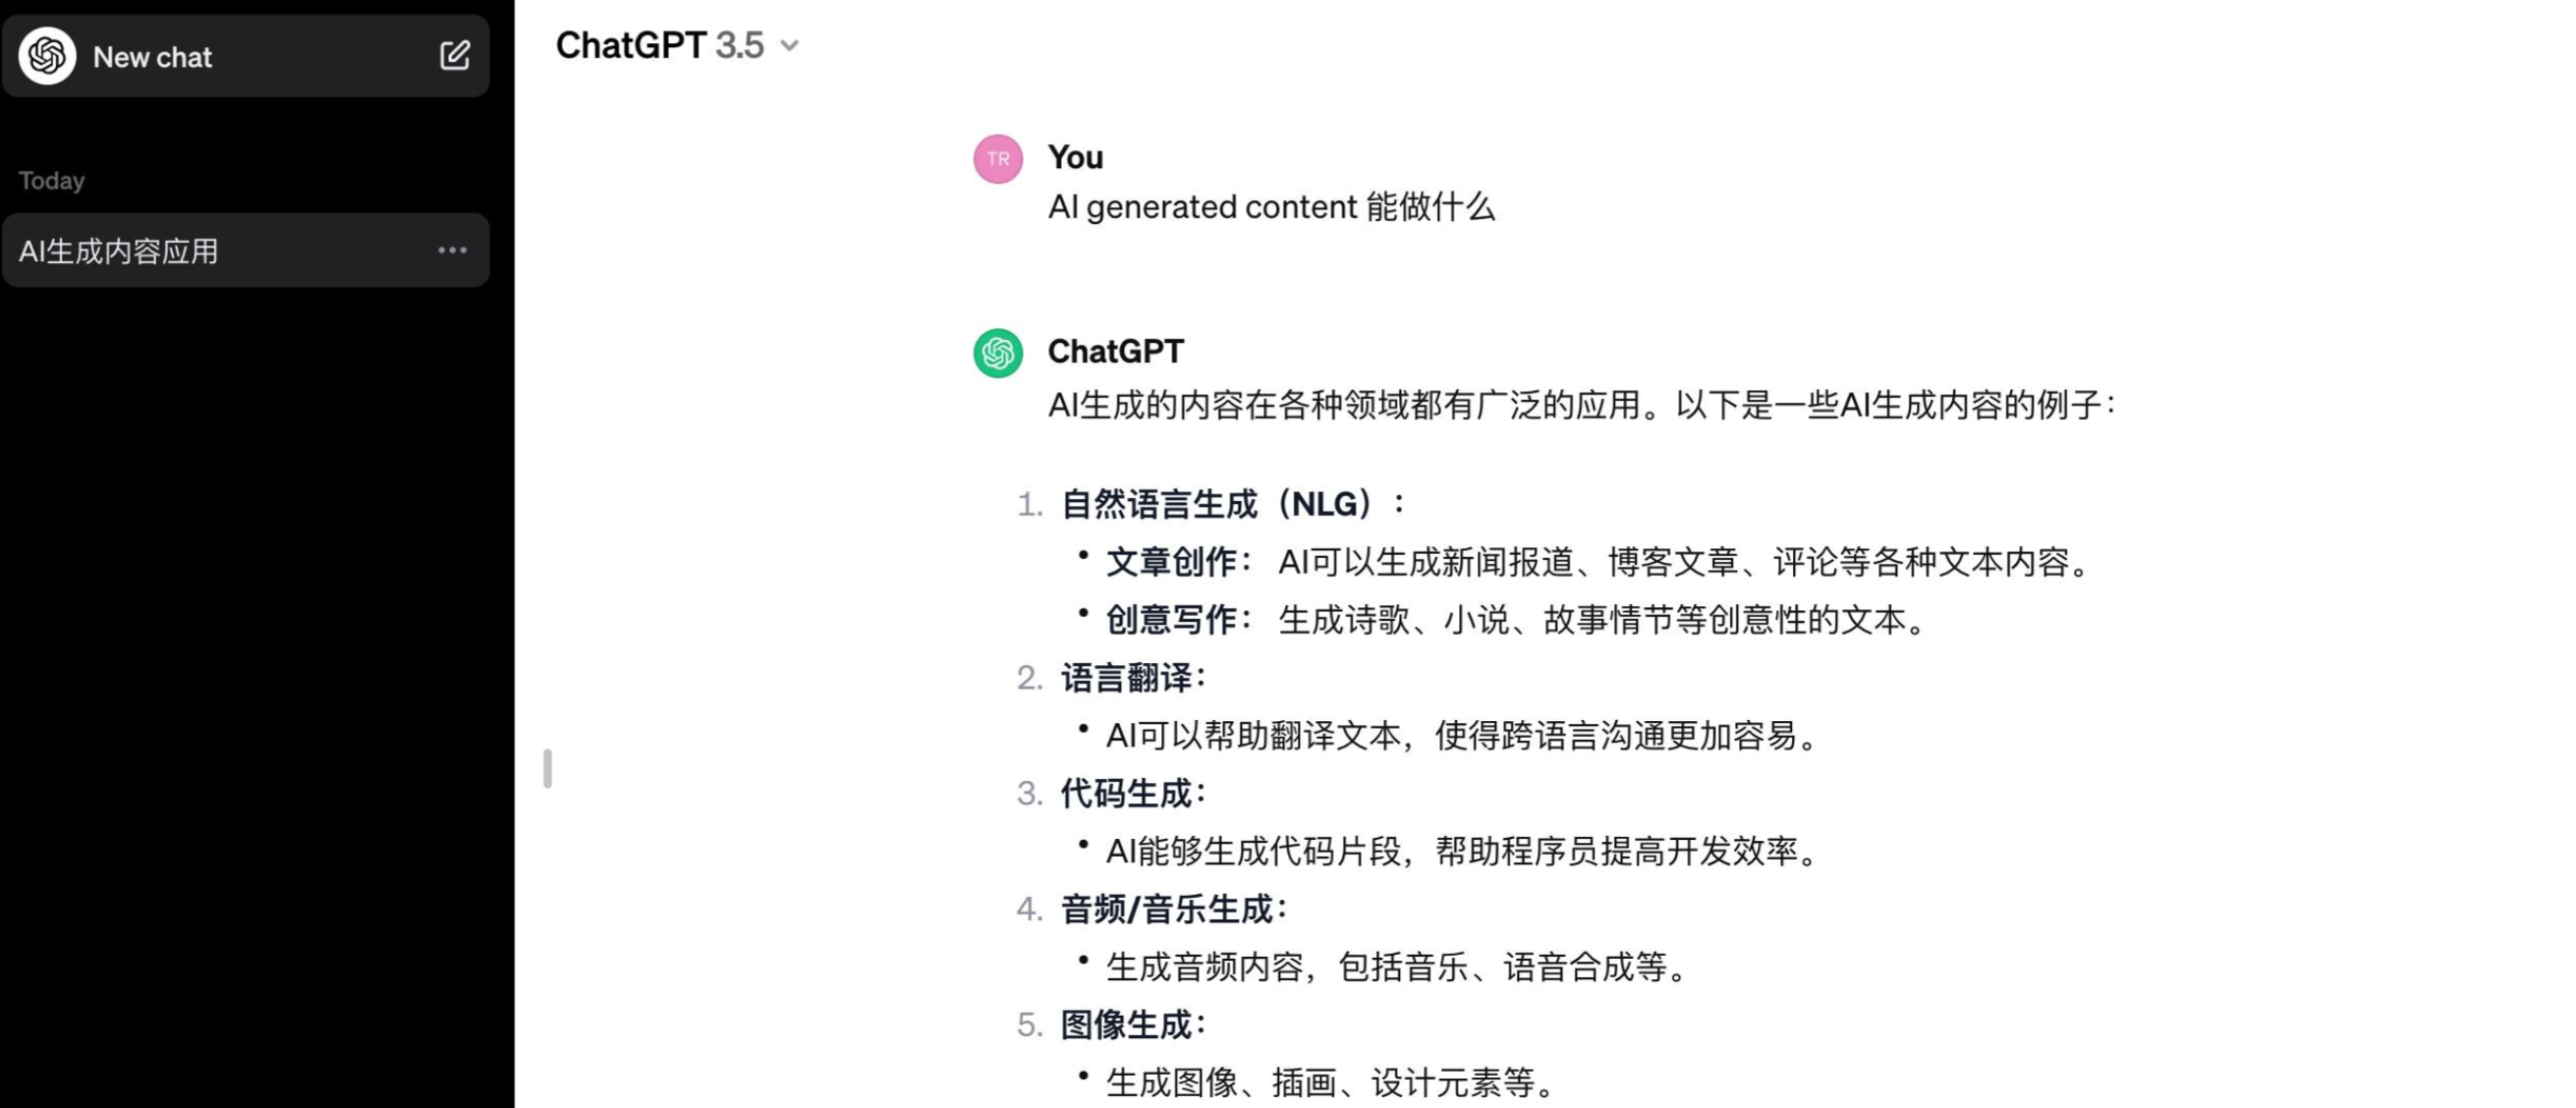 New chat
Today
AI生成内容应用
ChatGPT 3.5
TR
You
AI generated content 能做什么
ChatGPT
AI生成的内容在各种领域都有广泛的应用。以下是一些AI生成内容的例子：
1. 自然语言生成（NLG）：
• 文章创作： AI可以生成新闻报道、博客文章、评论等各种文本内容。
• 创意写作： 生成诗歌、小说、故事情节等创意性的文本。
2. 语言翻译：
• AI可以帮助翻译文本，使得跨语言沟通更加容易。
3. 代码生成：
• AI能够生成代码片段，帮助程序员提高开发效率。
4. 音频/音乐生成：
• 生成音频内容，包括音乐、语音合成等。
5. 图像生成：
• 生成图像、插画、设计元素等。